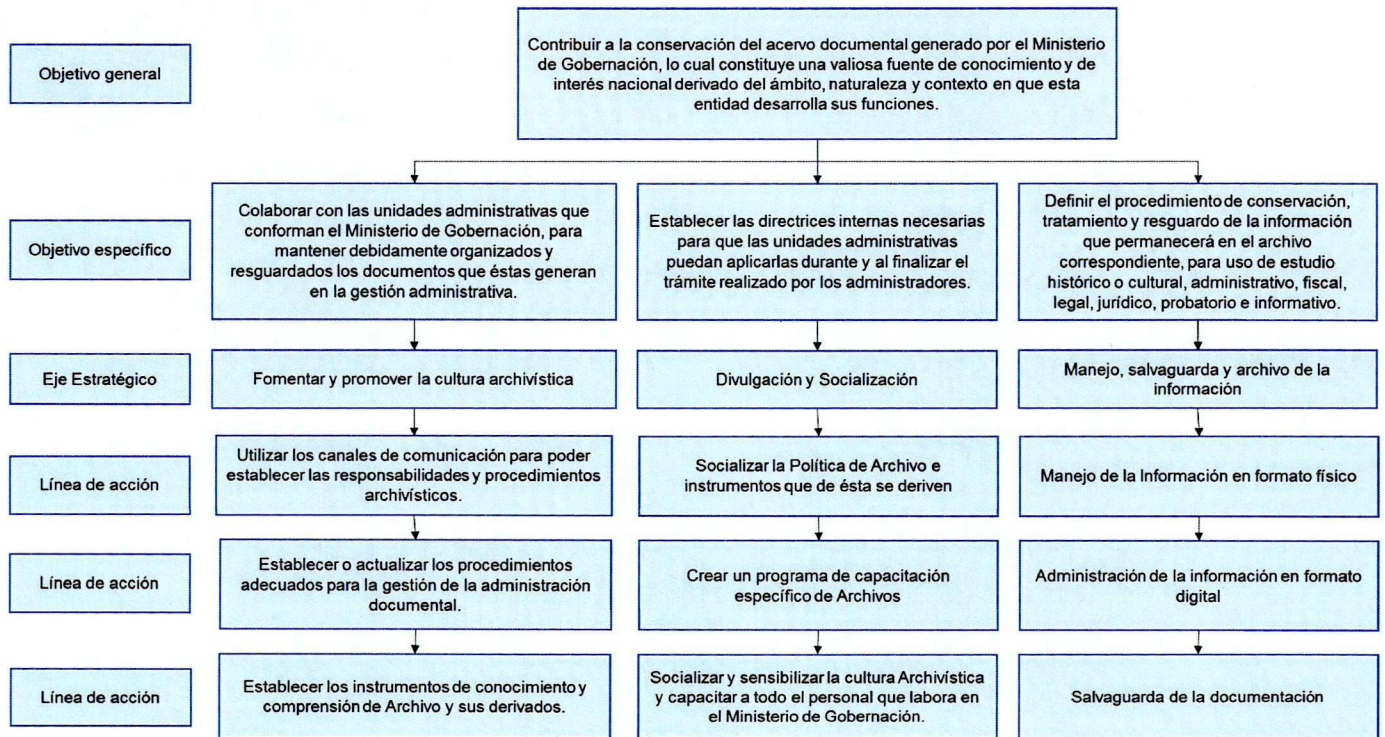 Objetivo general
Contribuir a la conservación del acervo documental generado por el Ministerio
de Gobernación, lo cual constituye una valiosa fuente de conocimiento y de
interés nacional derivado del ámbito, naturaleza y contexto en que esta
entidad desarrolla sus funciones.
Objetivo específico
Colaborar con las unidades administrativas que
conforman el Ministerio de Gobernación, para
mantener debidamente organizados y
resguardados los documentos que éstas generan
en la gestión administrativa.
Establecer las directrices internas necesarias
para que las unidades administrativas
puedan aplicarlas durante y al finalizar el
trámite realizado por los administradores.
Definir el procedimiento de conservación,
tratamiento y resguardo de la información
que permanecerá en el archivo
correspondiente, para uso de estudio
histórico o cultural, administrativo, fiscal,
legal, jurídico, probatorio e informativo.
Eje Estratégico
Fomentar y promover la cultura archivística
Divulgación y Socialización
Manejo, salvaguarda y archivo de la
información
Línea de acción
Utilizar los canales de comunicación para poder
establecer las responsabilidades y procedimientos
archivísticos.
Socializar la Política de Archivo e
instrumentos que de ésta se deriven
Manejo de la Información en formato físico
Línea de acción
Establecer o actualizar los procedimientos
adecuados para la gestión de la administración
documental.
Crear un programa de capacitación
específico de Archivos
Administración de la información en formato
digital
Línea de acción
Establecer los instrumentos de conocimiento y
comprensión de Archivo y sus derivados.
Socializar y sensibilizar la cultura Archivística
y capacitar a todo el personal que labora en
el Ministerio de Gobernación.
Salvaguarda de la documentación